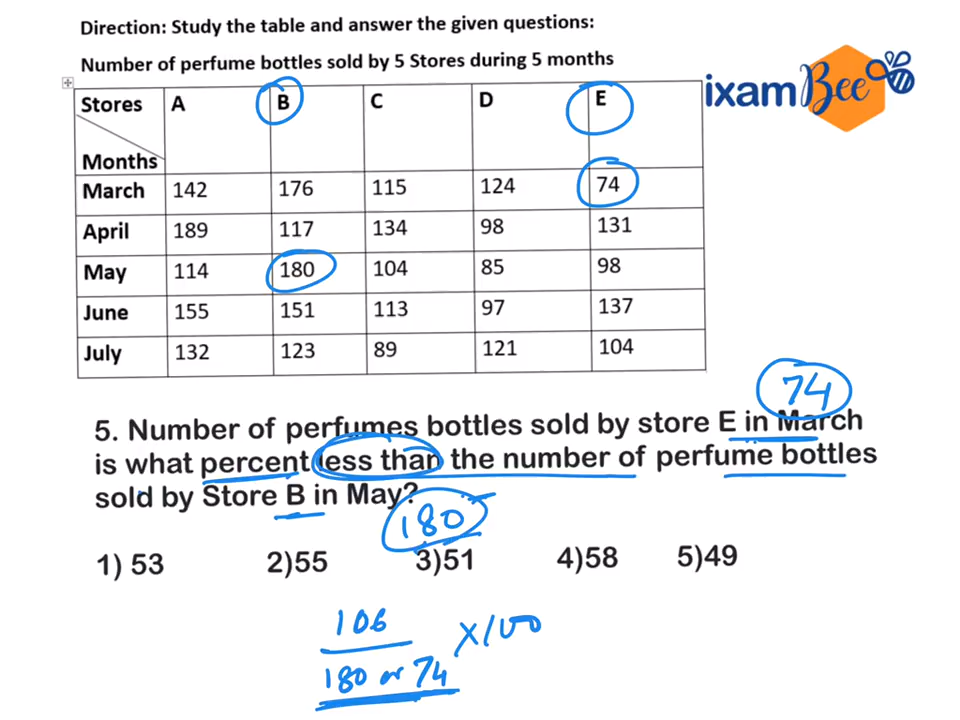 Direction: Study the table and answer the given questions:
Number of perfume bottles sold by 5 Stores during 5 months
ixamBee
Stores A B C D E
Months
March 142 176 115 124 74
April 189 117 134 98 131
May 114 180 104 85 98
June 155 151 113 97 137
July 132 123 89 121 104
74
5. Number of perfumes bottles sold by store E in March
is what percent less than the number of perfume bottles
sold by Store B in May?
180
1) 53 2)55 3)51 4)58 5)49
106
X100
180 or 74